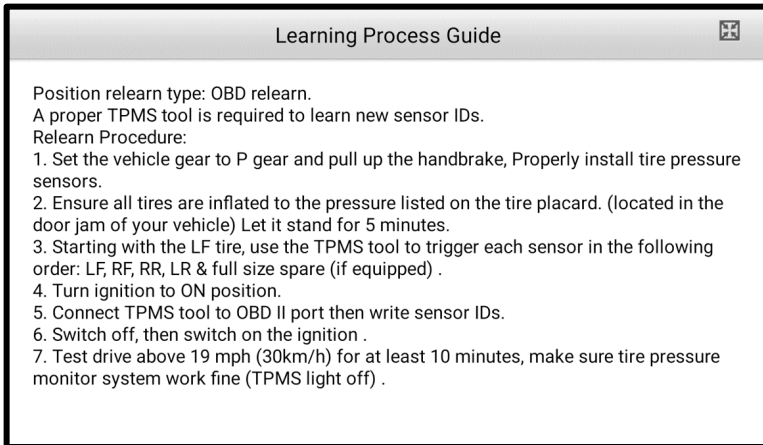 Learning Process Guide
Position relearn type: OBD relearn.
A proper TPMS tool is required to learn new sensor IDs.
Relearn Procedure:
1. Set the vehicle gear to P gear and pull up the handbrake, Properly install tire pressure
sensors.
2. Ensure all tires are inflated to the pressure listed on the tire placard. (located in the
door jam of your vehicle) Let it stand for 5 minutes.
3. Starting with the LF tire, use the TPMS tool to trigger each sensor in the following
order: LF, RF, RR, LR & full size spare (if equipped) .
4. Turn ignition to ON position.
5. Connect TPMS tool to OBD II port then write sensor IDs.
6. Switch off, then switch on the ignition .
7. Test drive above 19 mph (30km/h) for at least 10 minutes, make sure tire pressure
monitor system work fine (TPMS light off) .